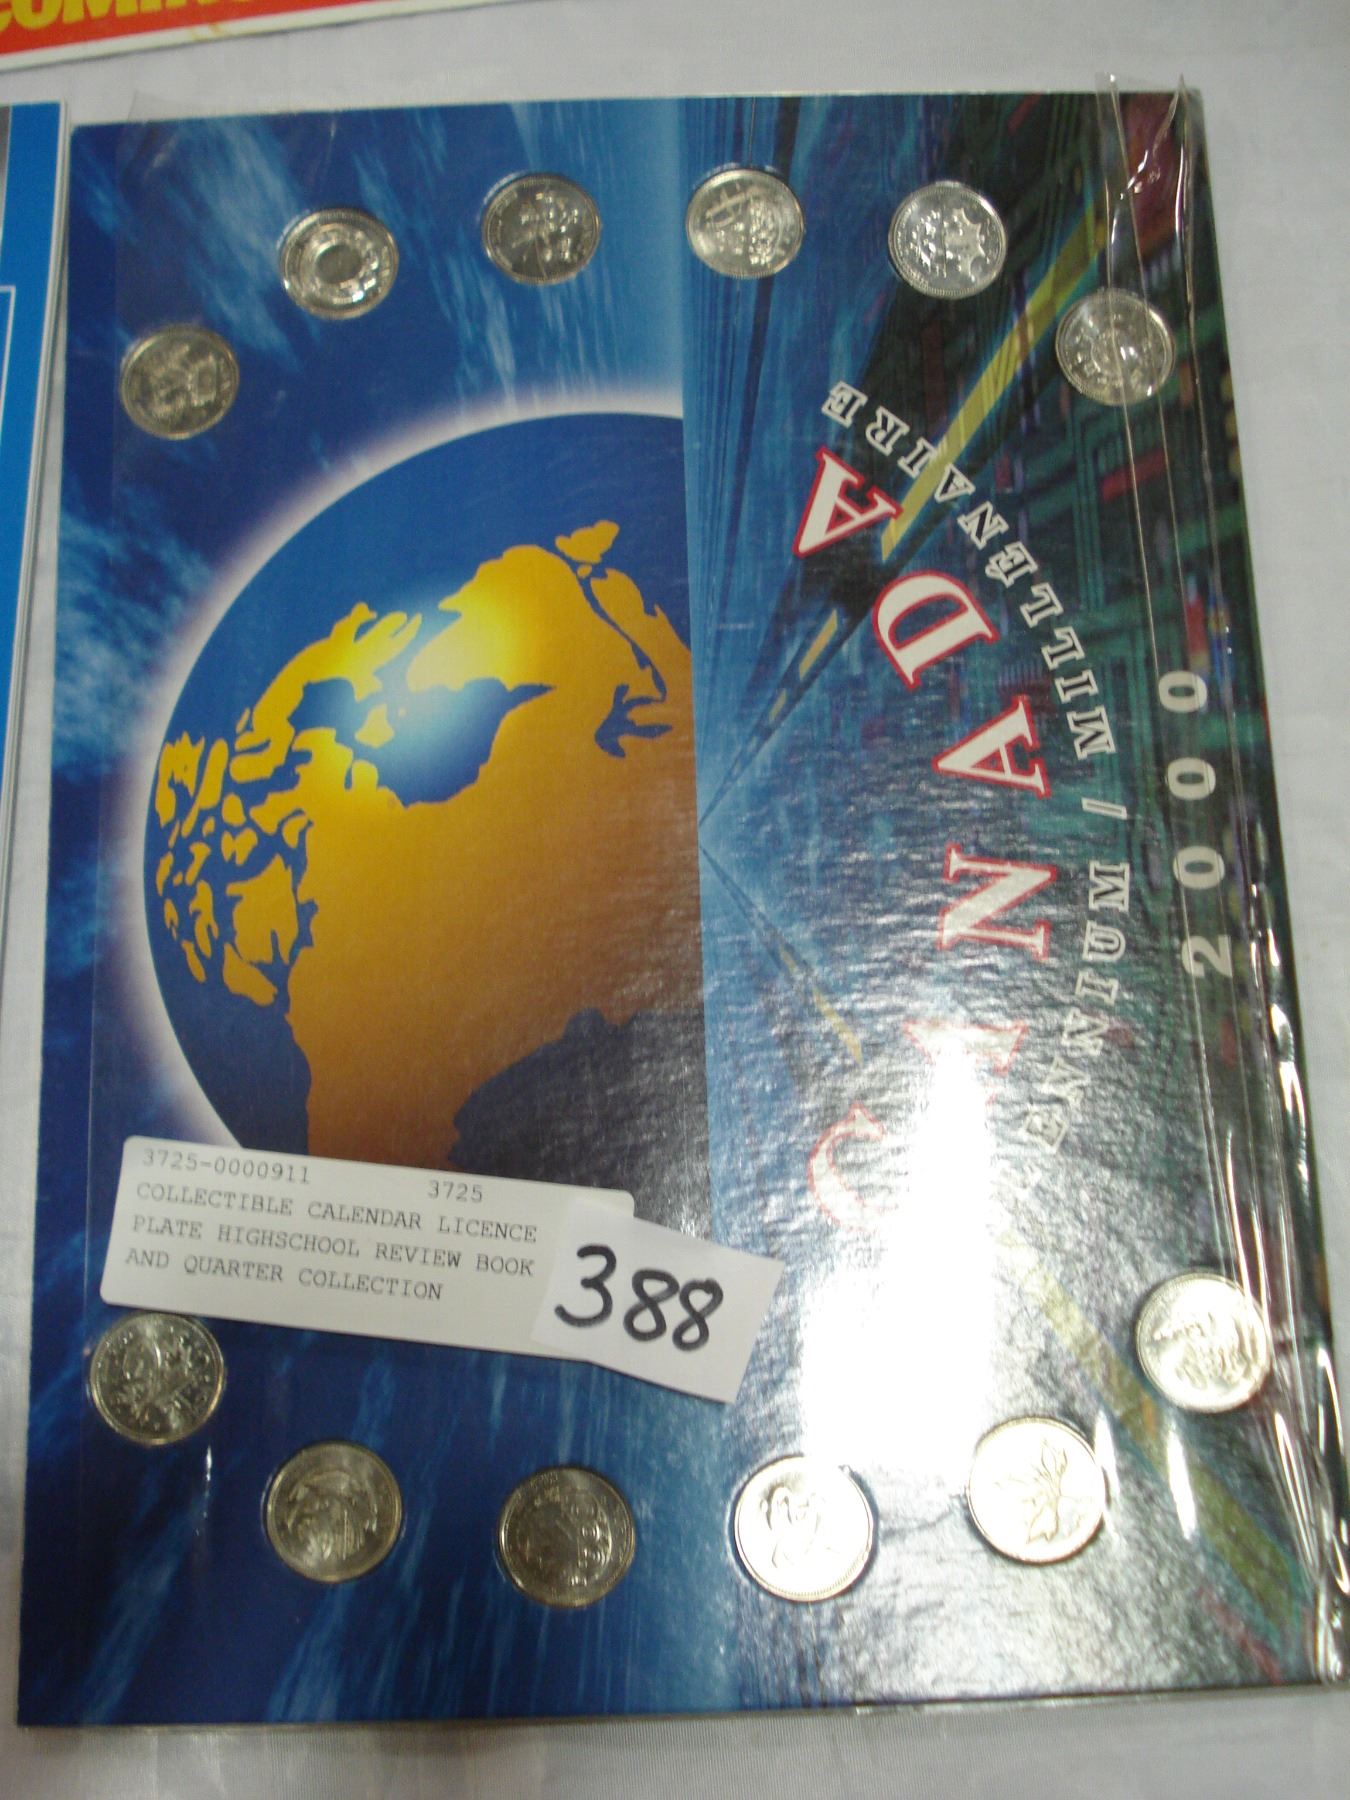 CANADA
MILLENNIUM / MILLÉNAIRE
2000
3725-0000911 3725
COLLECTIBLE CALENDAR LICENCE
PLATE HIGHSCHOOL REVIEW BOOK
AND QUARTER COLLECTION
388